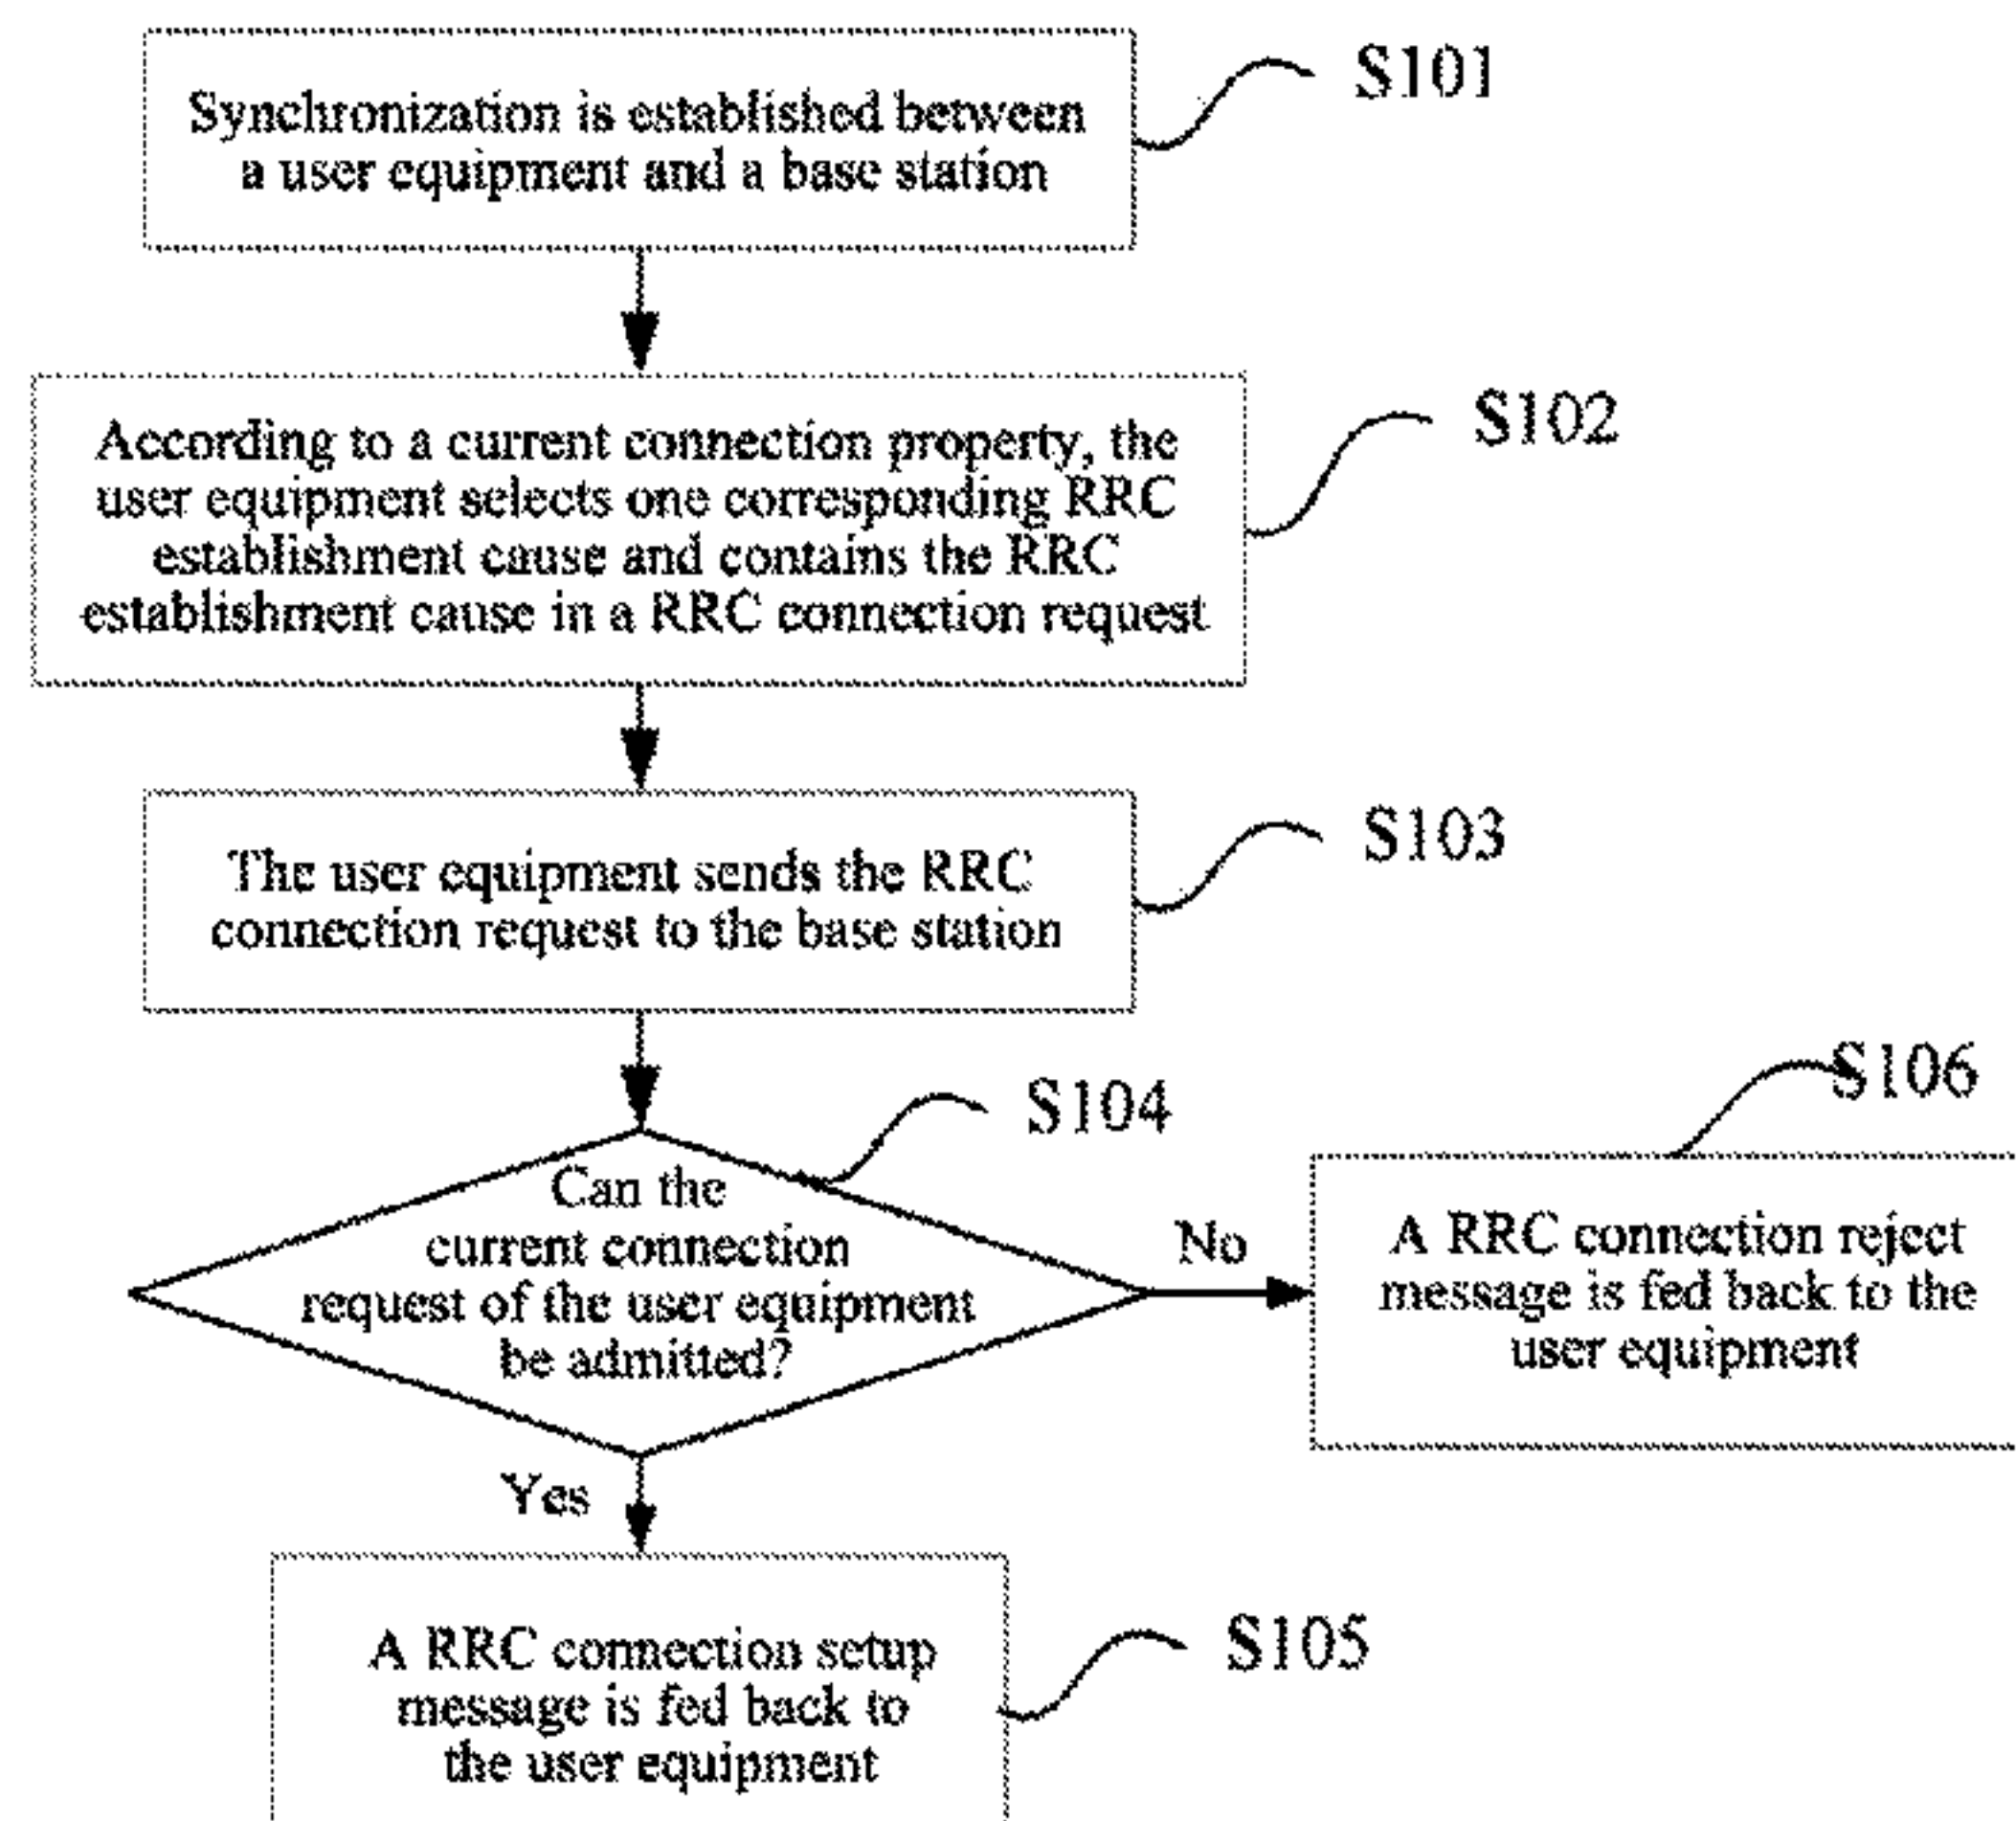 Synchronization is established between
a user equipment and a base station
S101
According to a current connection property, the
user equipment selects one corresponding RRC
establishment cause and contains the RRC
establishment cause in a RRC connection request
S102
The user equipment sends the RRC
connection request to the base station
S103
Can the
current connection
request of the user equipment
be admitted?
S104
No
A RRC connection reject
message is fed back to the
user equipment
S106
Yes
A RRC connection setup
message is fed back to
the user equipment
S105